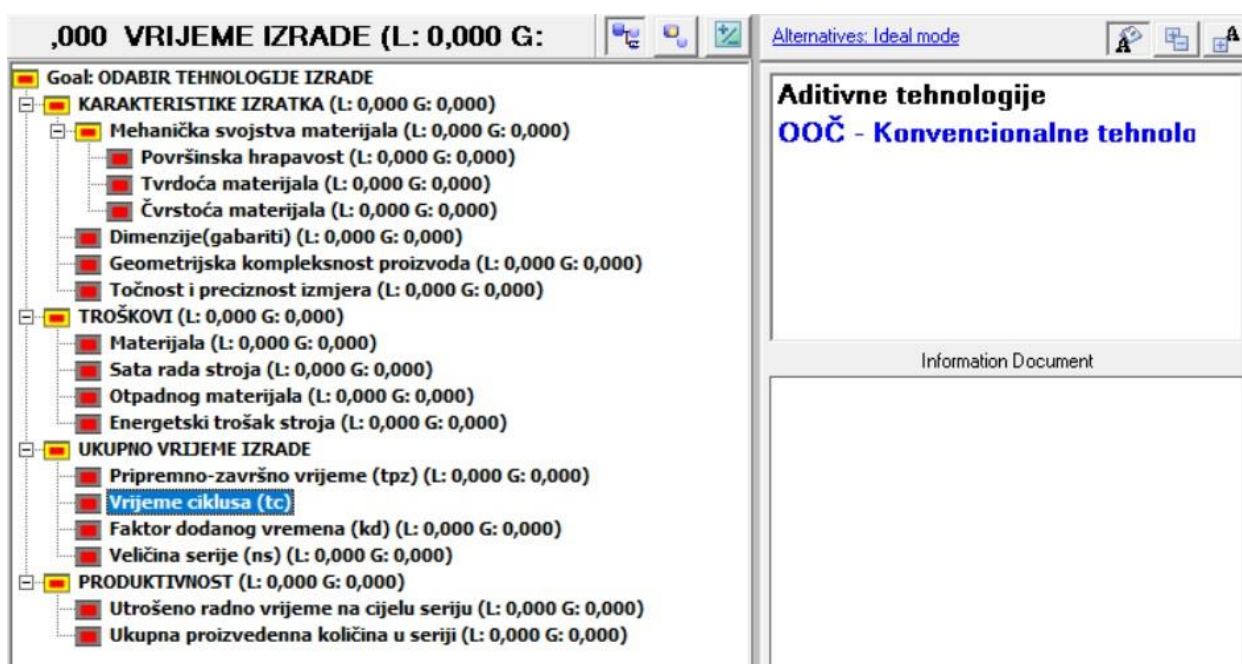 ,000 VRIJEME IZRADE (L: 0,000 G:
Goal: ODABIR TEHNOLOGIJE IZRADE
KARAKTERISTIKE IZRATKA (L: 0,000 G: 0,000)
Mehanička svojstva materijala (L: 0,000 G: 0,000)
Površinska hrapavost (L: 0,000 G: 0,000)
Tvrdoća materijala (L: 0,000 G: 0,000)
Čvrstoća materijala (L: 0,000 G: 0,000)
Dimenzije(gabariti) (L: 0,000 G: 0,000)
Geometrijska kompleksnost proizvoda (L: 0,000 G: 0,000)
Točnost i preciznost izmjera (L: 0,000 G: 0,000)
TROŠKOVI (L: 0,000 G: 0,000)
Materijala (L: 0,000 G: 0,000)
Sata rada stroja (L: 0,000 G: 0,000)
Otpadnog materijala (L: 0,000 G: 0,000)
Energetski trošak stroja (L: 0,000 G: 0,000)
UKUPNO VRIJEME IZRADE
Pripremno-završno vrijeme (tpz) (L: 0,000 G: 0,000)
Vrijeme ciklusa (tc)
Faktor dodanog vremena (kd) (L: 0,000 G: 0,000)
Veličina serije (ns) (L: 0,000 G: 0,000)
PRODUKTIVNOST (L: 0,000 G: 0,000)
Utrošeno radno vrijeme na cijelu seriju (L: 0,000 G: 0,000)
Ukupna proizvedenna količina u seriji (L: 0,000 G: 0,000)
Alternatives: Ideal mode
A
A
Aditivne tehnologije
OOČ - Konvencionalne tehnolo
Information Document